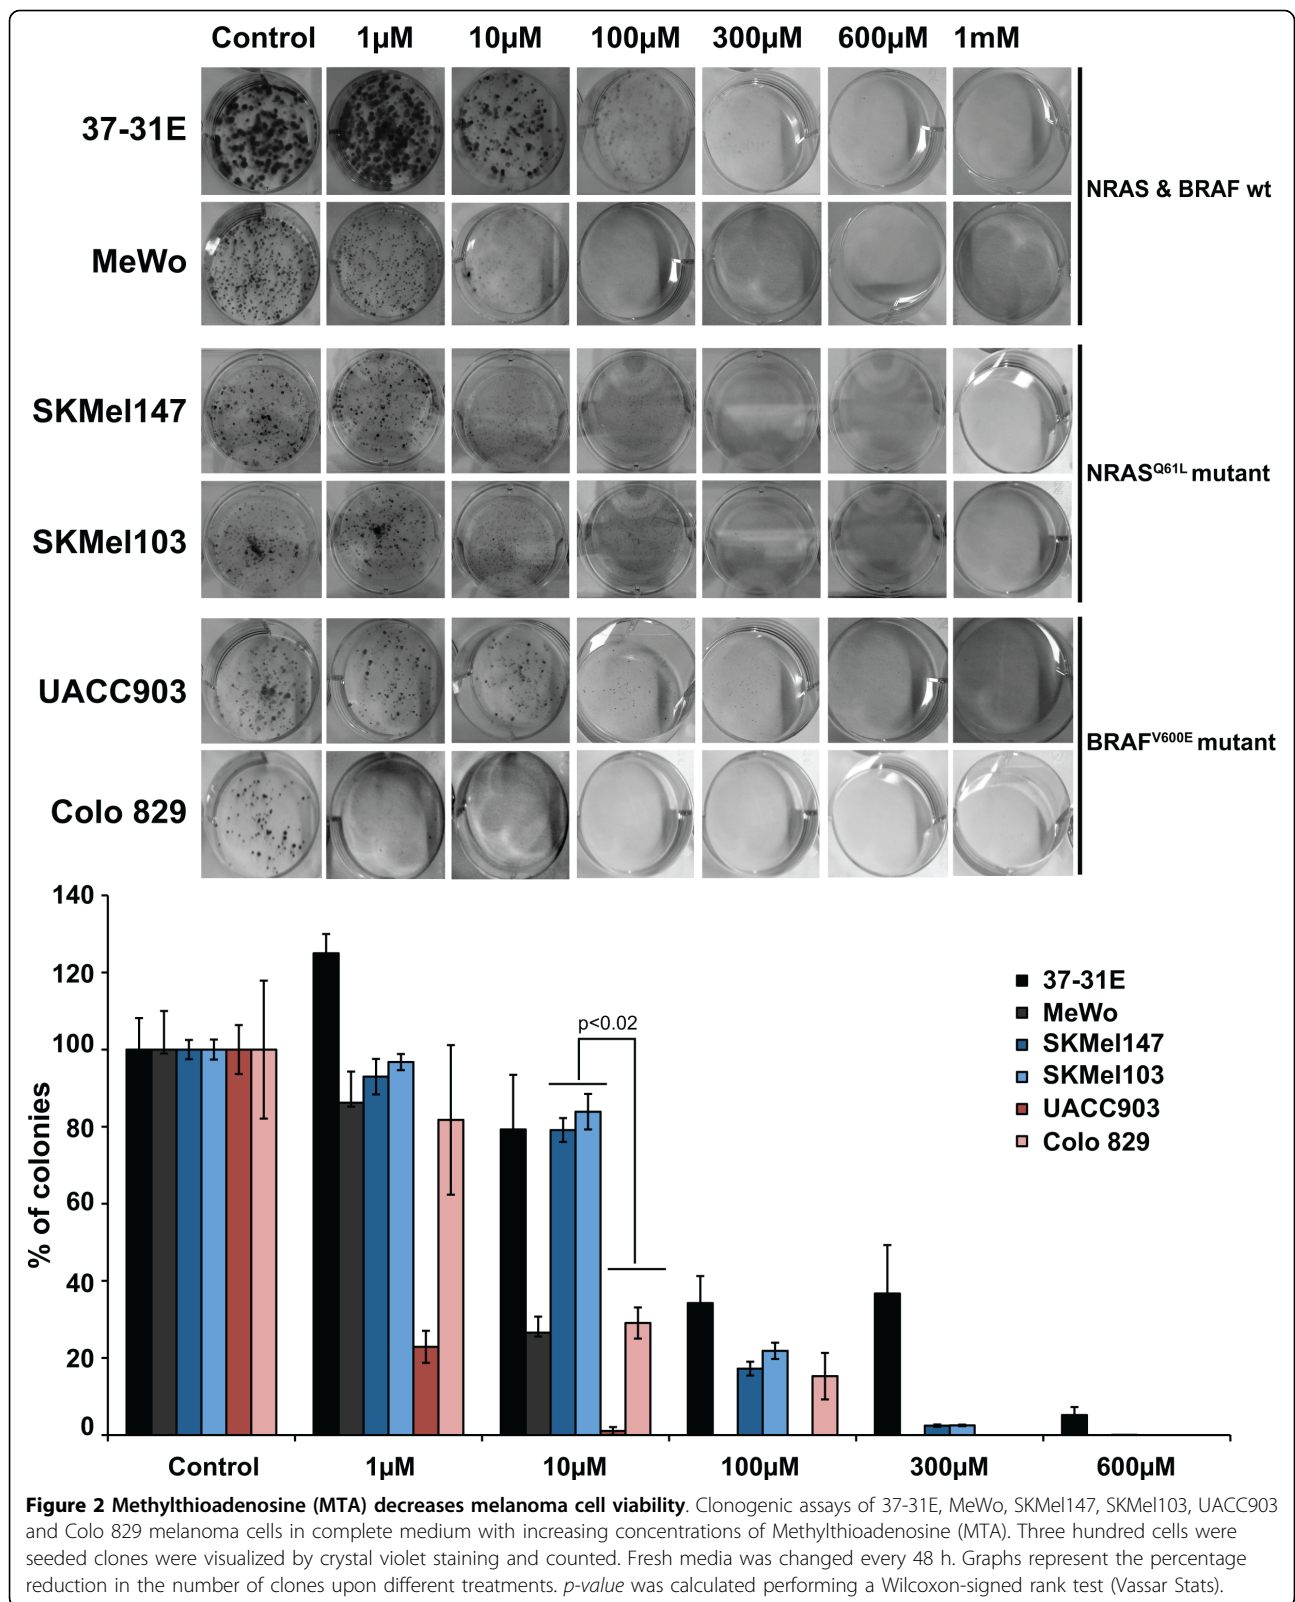 Control 1µM 10µM 100µM 300µM 600µM 1mM
37-31E
NRAS & BRAF wt
MeWo
SKMel147
NRASQ61L mutant
SKMel103
UACC903
BRAFV600E mutant
Colo 829
140
120
100
80
60
40
20
0
% of colonies
p<0.02
37-31E
MeWo
SKMel147
SKMel103
UACC903
Colo 829
Control 1µM 10µM 100µM 300µM 600µM
Figure 2 Methylthioadenosine (MTA) decreases melanoma cell viability. Clonogenic assays of 37-31E, MeWo, SKMel147, SKMel103, UACC903
and Colo 829 melanoma cells in complete medium with increasing concentrations of Methylthioadenosine (MTA). Three hundred cells were
seeded clones were visualized by crystal violet staining and counted. Fresh media was changed every 48 h. Graphs represent the percentage
reduction in the number of clones upon different treatments. p-value was calculated performing a Wilcoxon-signed rank test (Vassar Stats).